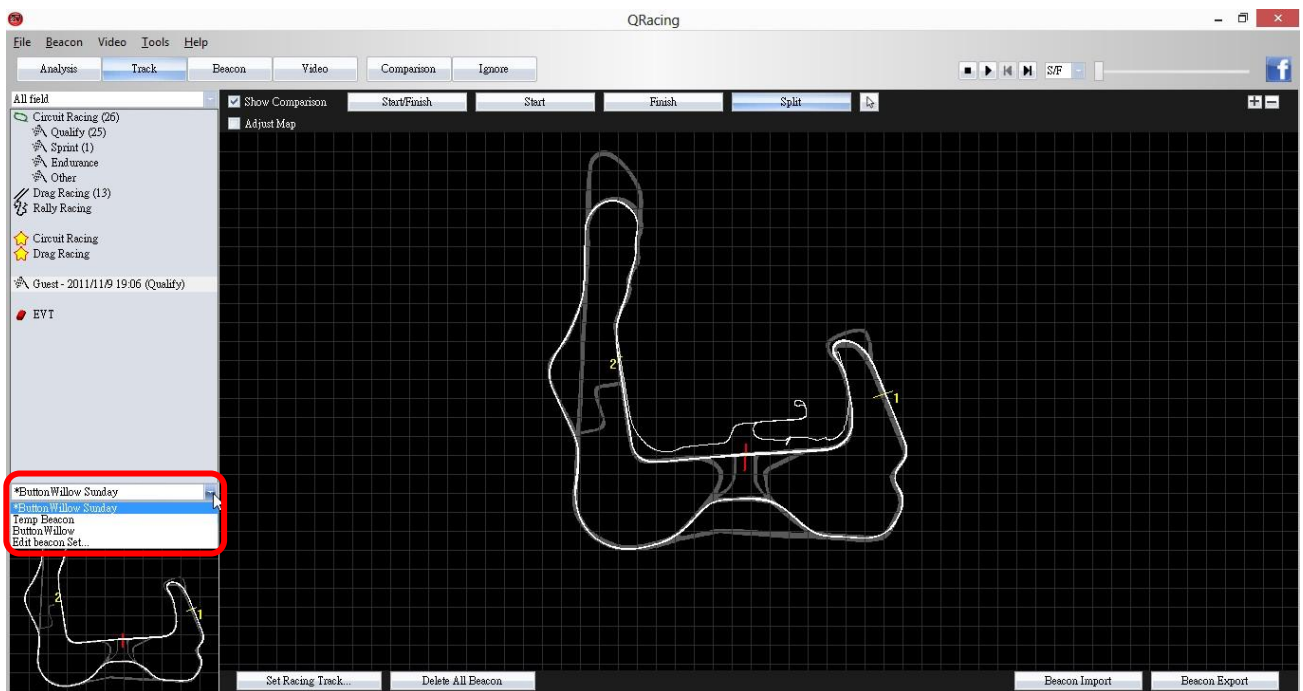 QRacing
File Beacon Video Tools Help
Analysis Track Beacon Video Comparison Ignore S/F
All field
Circuit Racing (26)
Qualify (25)
Sprint (1)
Endurance
Other
Drag Racing (13)
Rally Racing
Circuit Racing
Drag Racing
Guest - 2011/11/9 19:06 (Qualify)
EVT
*ButtonWillow Sunday
*ButtonWillow Sunday
Temp Beacon
ButtonWillow
Edit beacon Set...
2
1
Show Comparison Start/Finish Start Finish Split
Adjust Map
2
1
Set Racing Track... Delete All Beacon Beacon Import Beacon Export